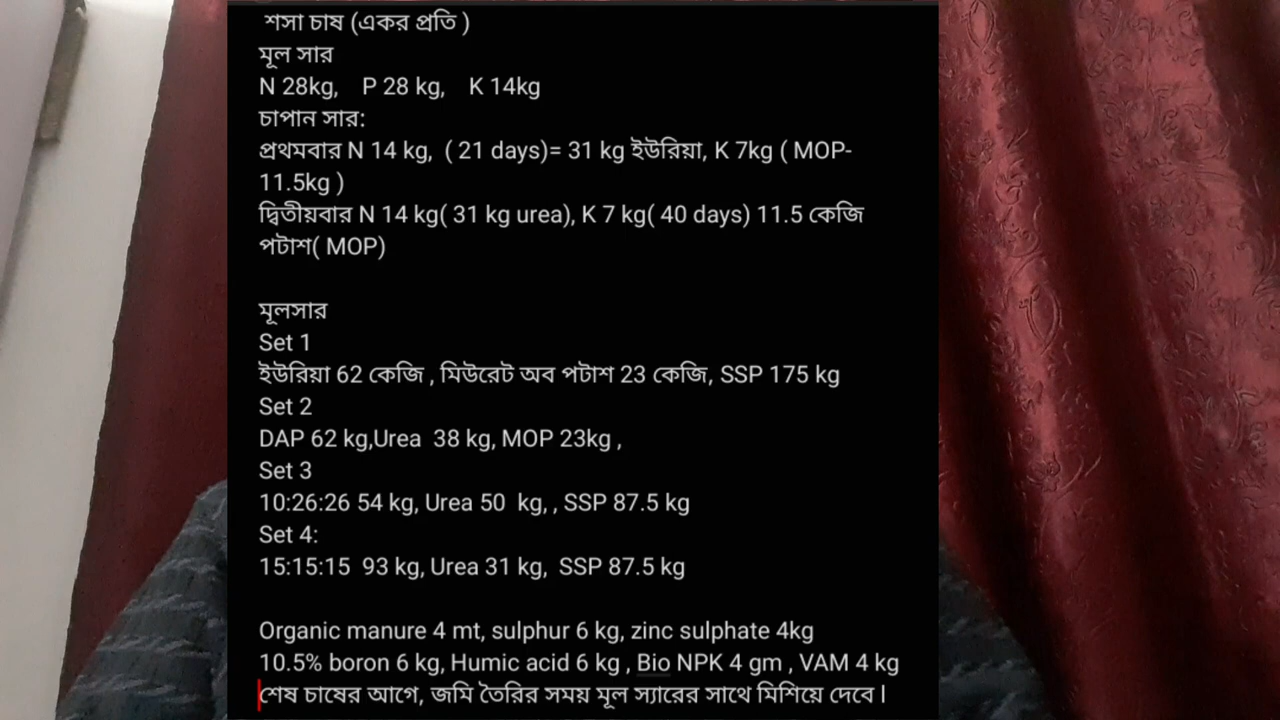 শসা চাষ (একর প্রতি )
মূল সার
N 28kg, P 28 kg, K 14kg
চাপান সার:
প্রথমবার N 14 kg, ( 21 days)= 31 kg ইউরিয়া, K 7kg ( MOP-
11.5kg )
দ্বিতীয়বার N 14 kg( 31 kg urea), K 7 kg( 40 days) 11.5 কেজি
পটাশ( MOP)
মূলসার
Set 1
ইউরিয়া 62 কেজি , মিউরেট অব পটাশ 23 কেজি, SSP 175 kg
Set 2
DAP 62 kg,Urea 38 kg, MOP 23kg ,
Set 3
10:26:26 54 kg, Urea 50 kg, , SSP 87.5 kg
Set 4:
15:15:15 93 kg, Urea 31 kg, SSP 87.5 kg
Organic manure 4 mt, sulphur 6 kg, zinc sulphate 4kg
10.5% boron 6 kg, Humic acid 6 kg , Bio NPK 4 gm , VAM 4 kg
শেষ চাষের আগে, জমি তৈরির সময় মূল স্যারের সাথে মিশিয়ে দেবে l